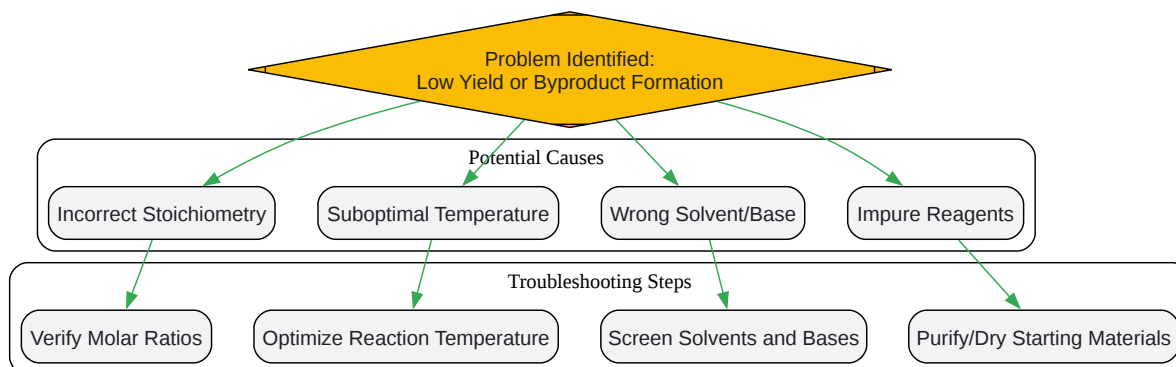 Problem Identified:
Low Yield or Byproduct Formation
Potential Causes
Incorrect Stoichiometry
Suboptimal Temperature
Wrong Solvent/Base
Impure Reagents
Troubleshooting Steps
Verify Molar Ratios
Optimize Reaction Temperature
Screen Solvents and Bases
Purify/Dry Starting Materials